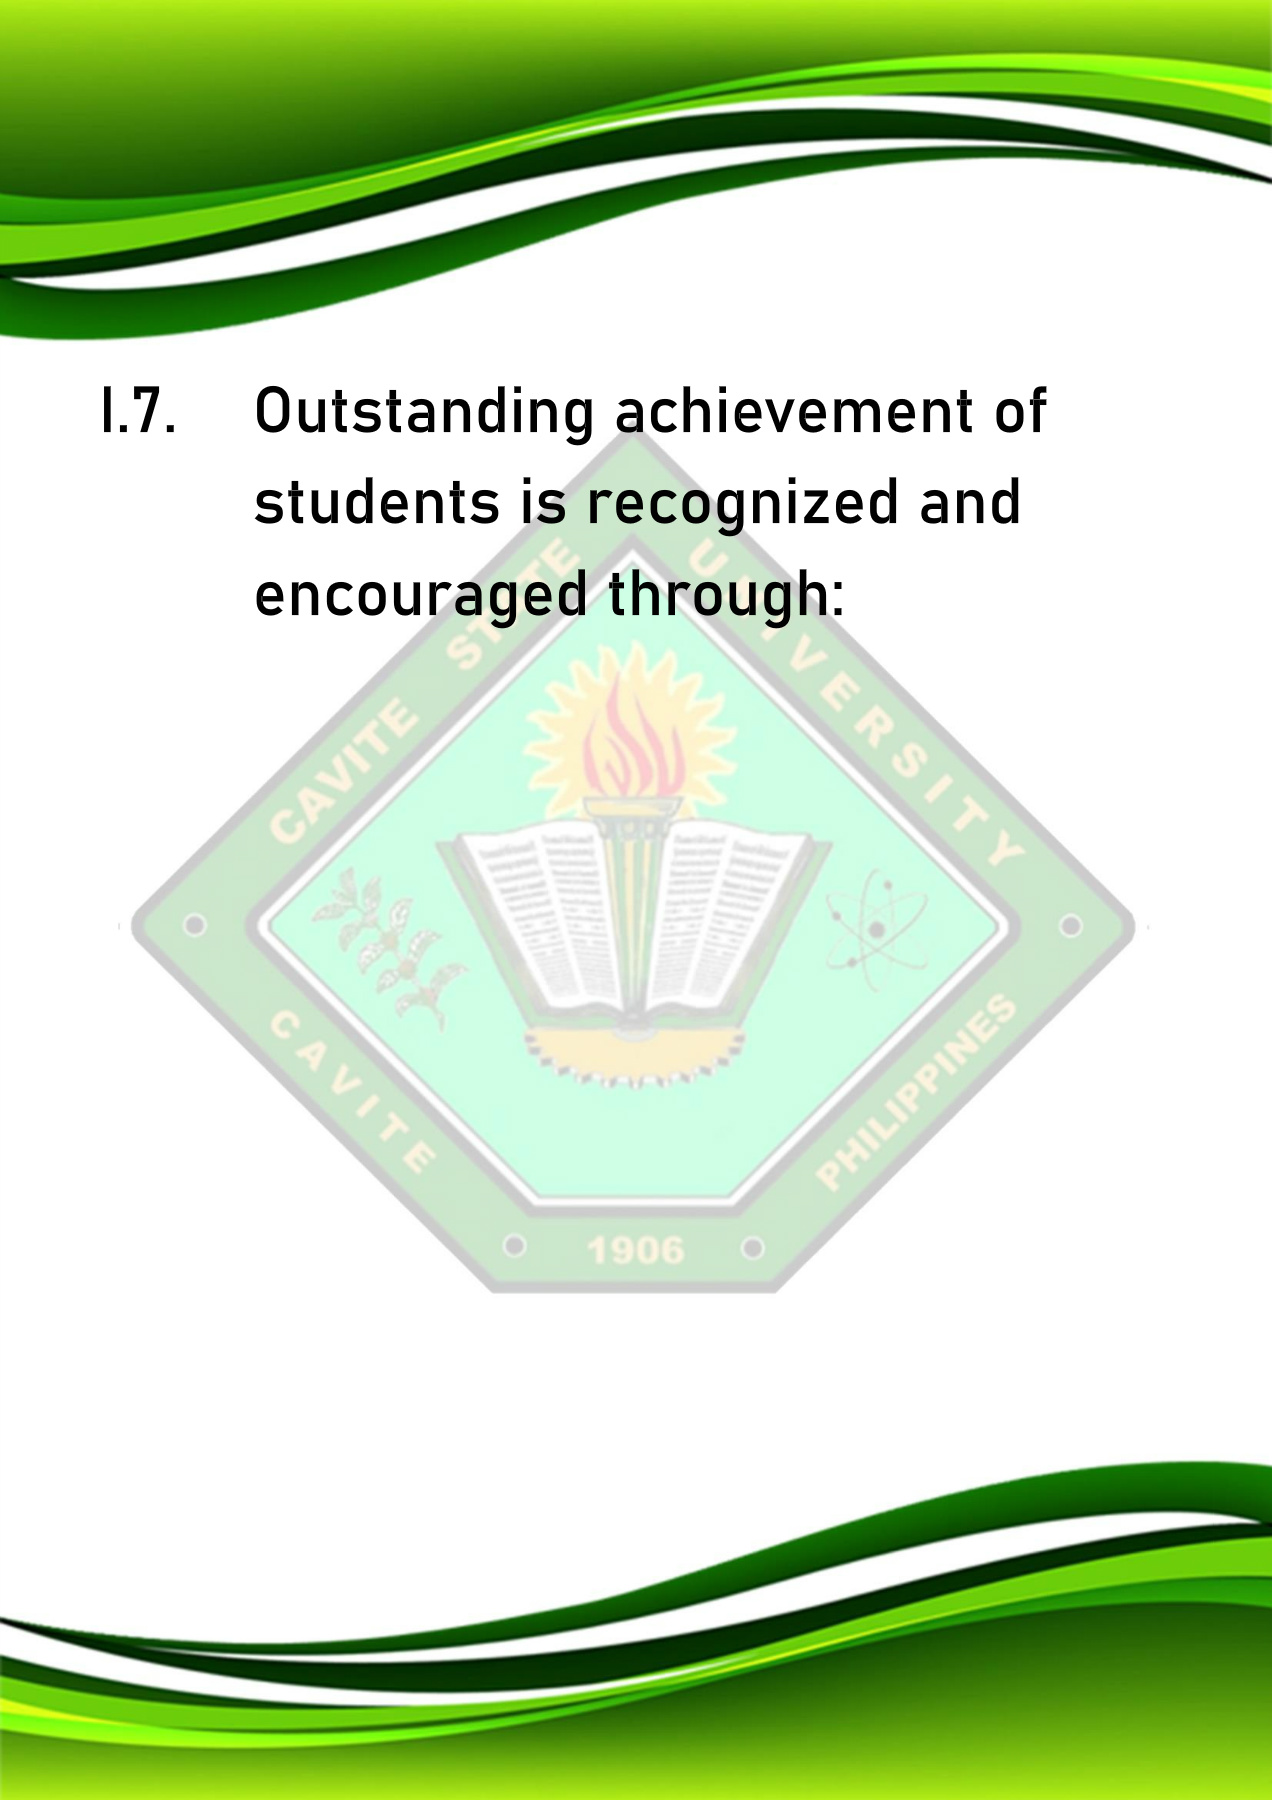 I.7. Outstanding achievement of
students is recognized and
encouraged through:
CAVITE STATE UNIVERSITY
CAVITE
PHILIPPINES
1906